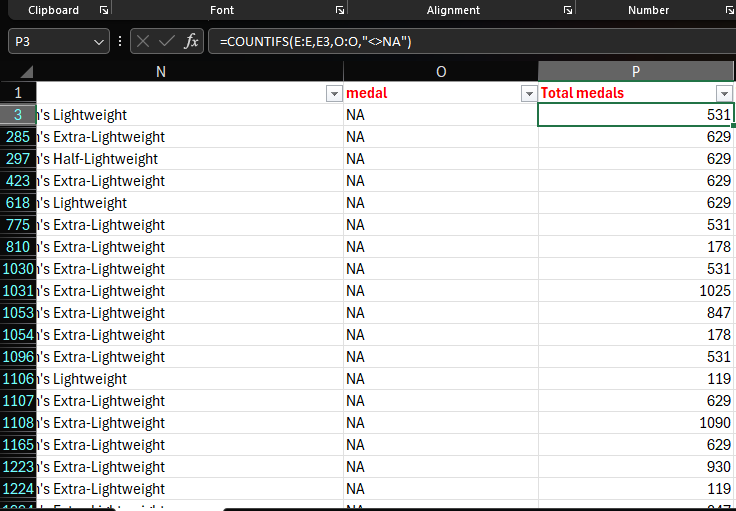 Clipboard Font Alignment Number
P3 fx =COUNTIFS(E:E,E3,O:O,"<>NA")
N O P
1 medal Total medals
3 's Lightweight NA 531
285 's Extra-Lightweight NA 629
297 's Half-Lightweight NA 629
423 's Extra-Lightweight NA 629
618 's Lightweight NA 629
775 's Extra-Lightweight NA 531
810 's Extra-Lightweight NA 178
1030 's Extra-Lightweight NA 531
1031 's Extra-Lightweight NA 1025
1053 's Extra-Lightweight NA 847
1054 's Extra-Lightweight NA 178
1096 's Extra-Lightweight NA 531
1106 's Lightweight NA 119
1107 's Extra-Lightweight NA 629
1108 's Extra-Lightweight NA 1090
1165 's Extra-Lightweight NA 629
1223 's Extra-Lightweight NA 930
1224 's Extra-Lightweight NA 119